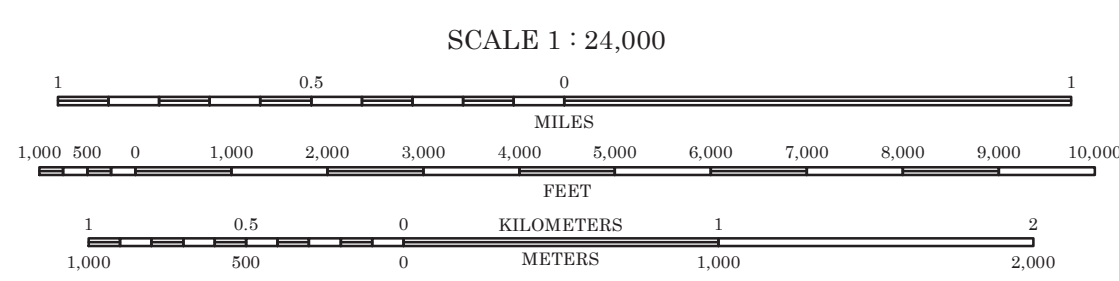 SCALE 1 : 24,000
1 0.5 0 1
MILES
1,000 500 0 1,000 2,000 3,000 4,000 5,000 6,000 7,000 8,000 9,000 10,000
FEET
1 0.5 0 KILOMETERS 1 2
1,000 500 0 METERS 1,000 2,000